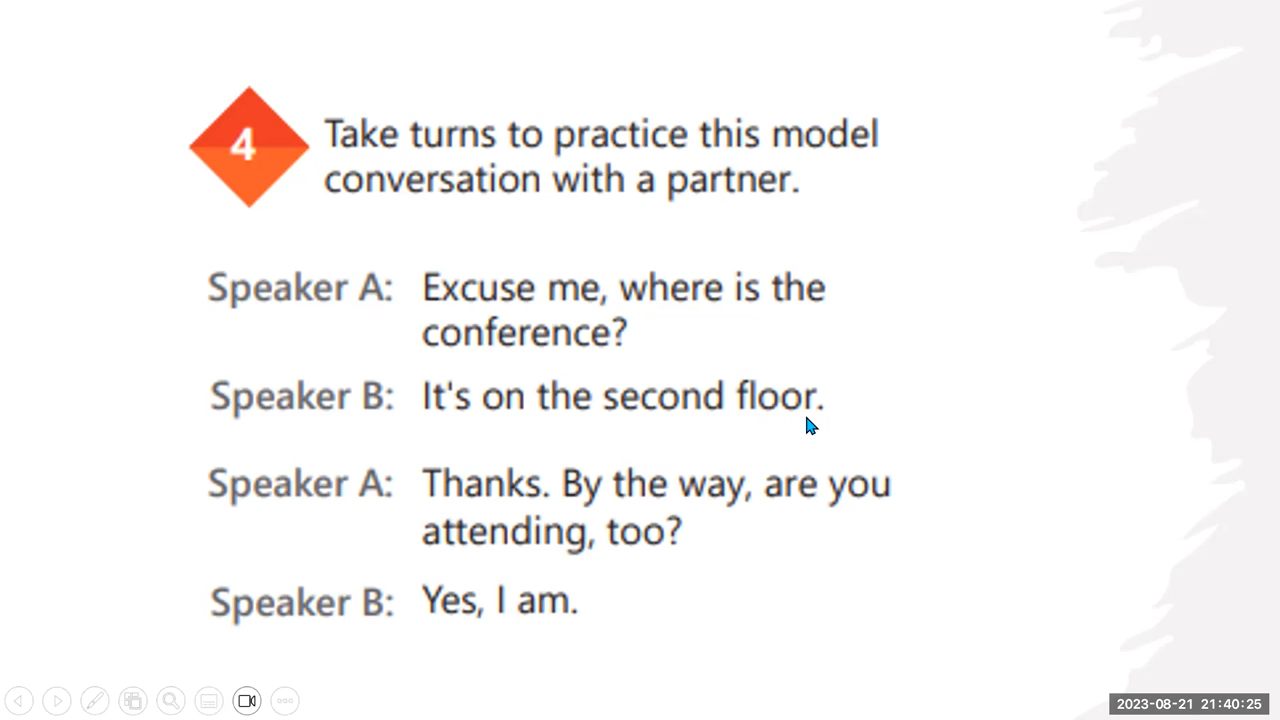 4
Take turns to practice this model
conversation with a partner.
Speaker A: Excuse me, where is the
conference?
Speaker B: It's on the second floor.
Speaker A: Thanks. By the way, are you
attending, too?
Speaker B: Yes, I am.
2023-08-21 21:40:25